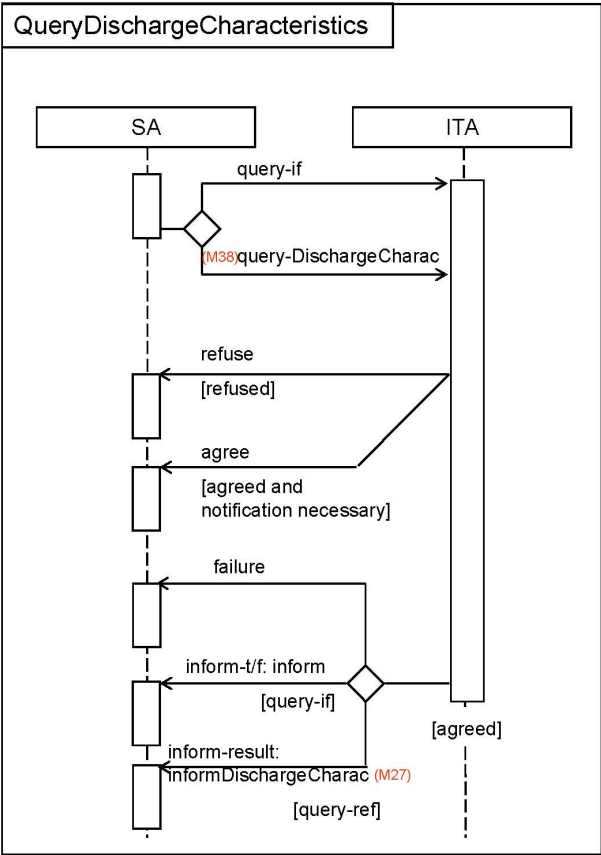 QueryDischargeCharacteristics
SA
ITA
query-if
(M38)query-DischargeCharac
refuse
[refused]
agree
[agreed and
notification necessary]
failure
inform-t/f: inform
[query-if]
[agreed]
inform-result:
informDischargeCharac (M27)
[query-ref]